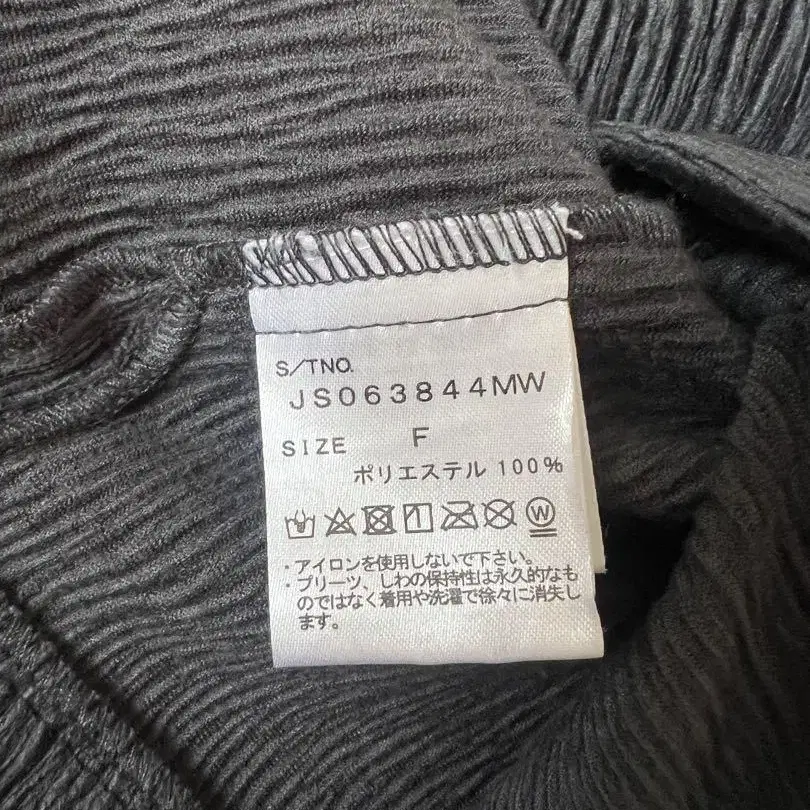 S/TNO.
JS063844MW
SIZE F
ポリエステル 100%
W
・アイロンを使用しないで下さい。
・プリーツ、しわの保持性は永久的なも
のではなく着用や洗濯で徐々に消失し
ます。